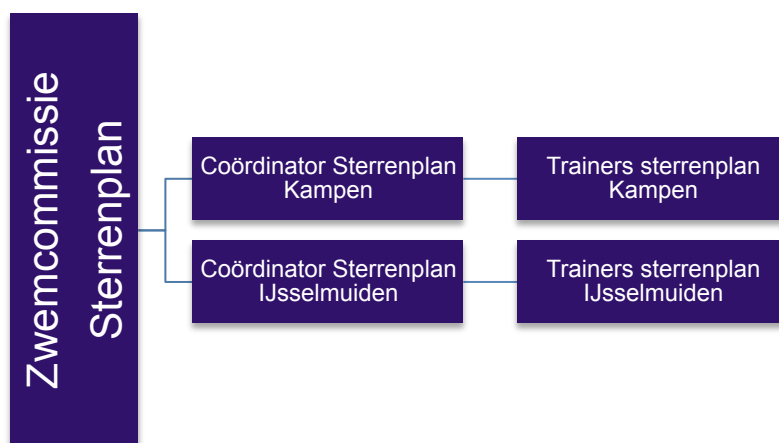 Zwemcommissie
Sterrenplan
Coördinator Sterrenplan
Kampen
Trainers sterrenplan
Kampen
Coördinator Sterrenplan
IJsselmuiden
Trainers sterrenplan
IJsselmuiden